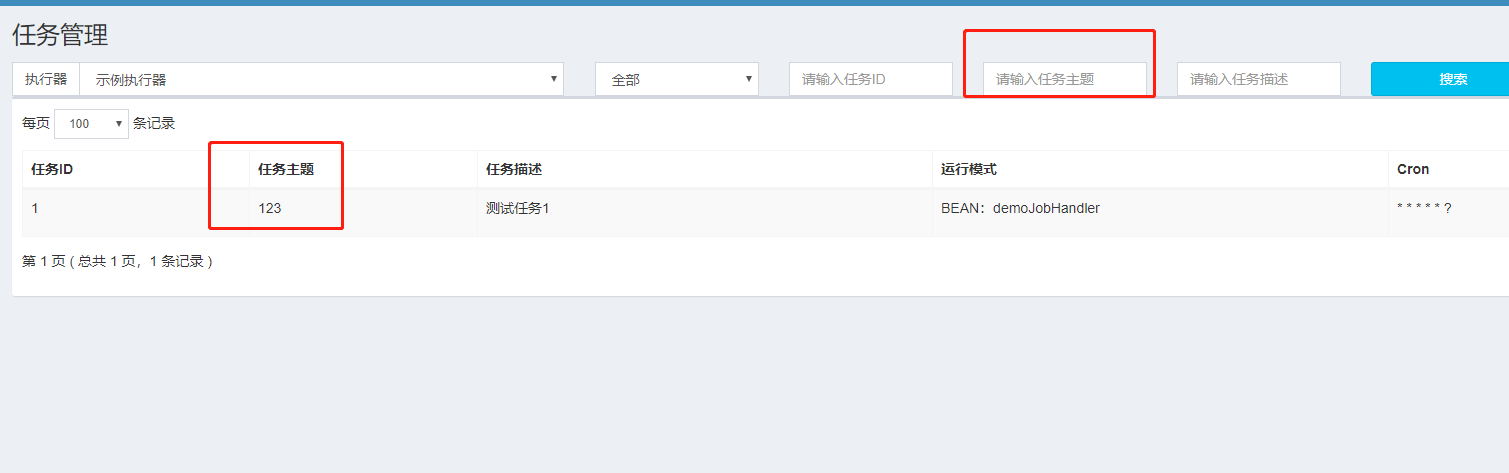 任务管理
执行器 示例执行器 全部 请输入任务ID 请输入任务主题 请输入任务描述 搜索
每页 100 条记录
任务ID 任务主题 任务描述 运行模式 Cron
1 123 测试任务1 BEAN：demoJobHandler * * * * * ?
第 1 页 ( 总共 1 页，1 条记录 )